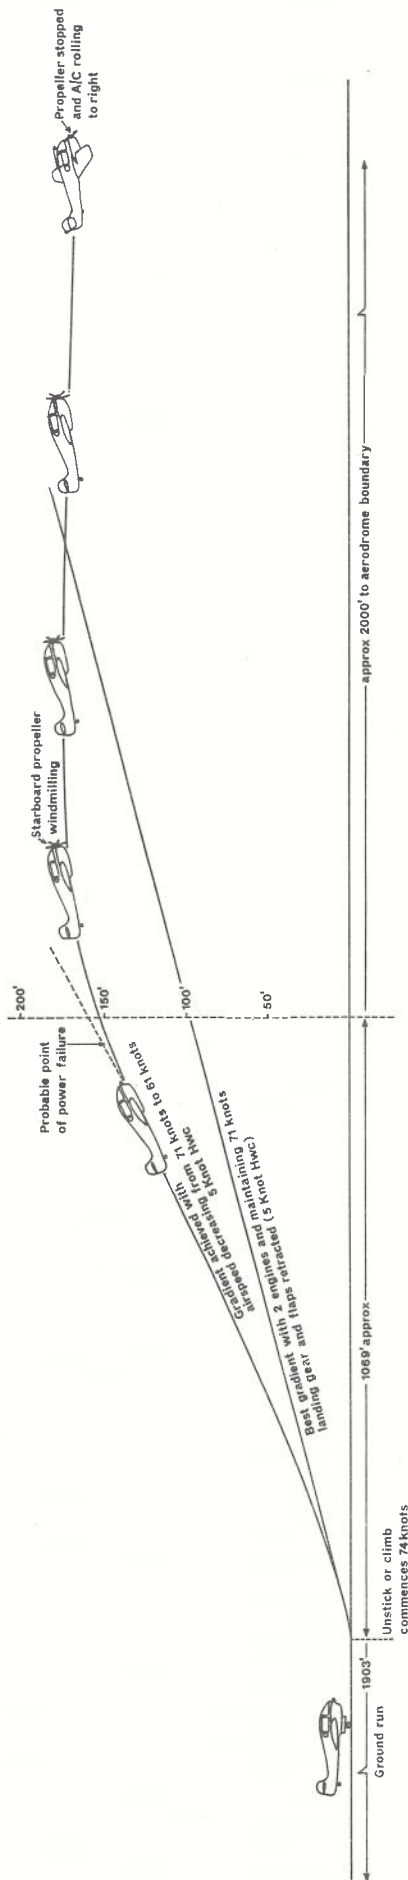 Propeller stopped
and A/C rolling
to right
Starboard propeller
windmilling
Probable point
of power failure
200'
150'
100'
50'
Gradient achieved with 71 knots to 61 knots
airspeed decreasing from 5 Knot Hwc
Best gradient with 2 engines and maintaining 71 knots
landing gear and flaps retracted (5 Knot Hwc)
approx 2000' to aerodrome boundary
1069' approx
1903'
Ground run
Unstick or climb
commences 74 knots